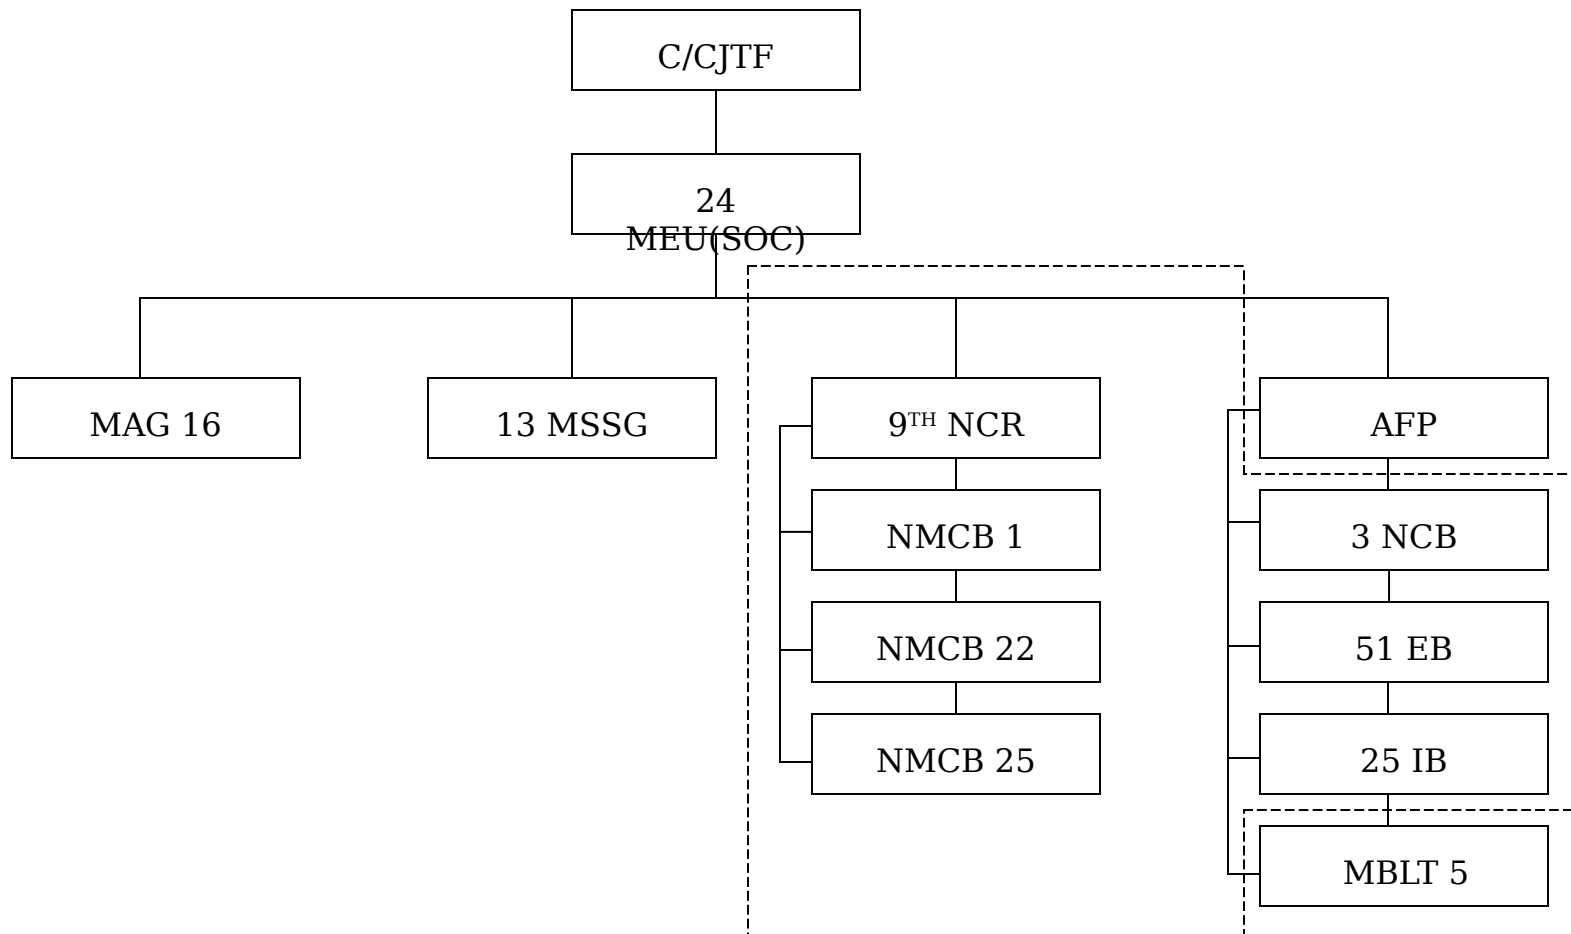 C/CJTF
24
MEU(SOC)
MAG 16
13 MSSG
9TH NCR
AFP
NMCB 1
3 NCB
NMCB 22
51 EB
NMCB 25
25 IB
MBLT 5